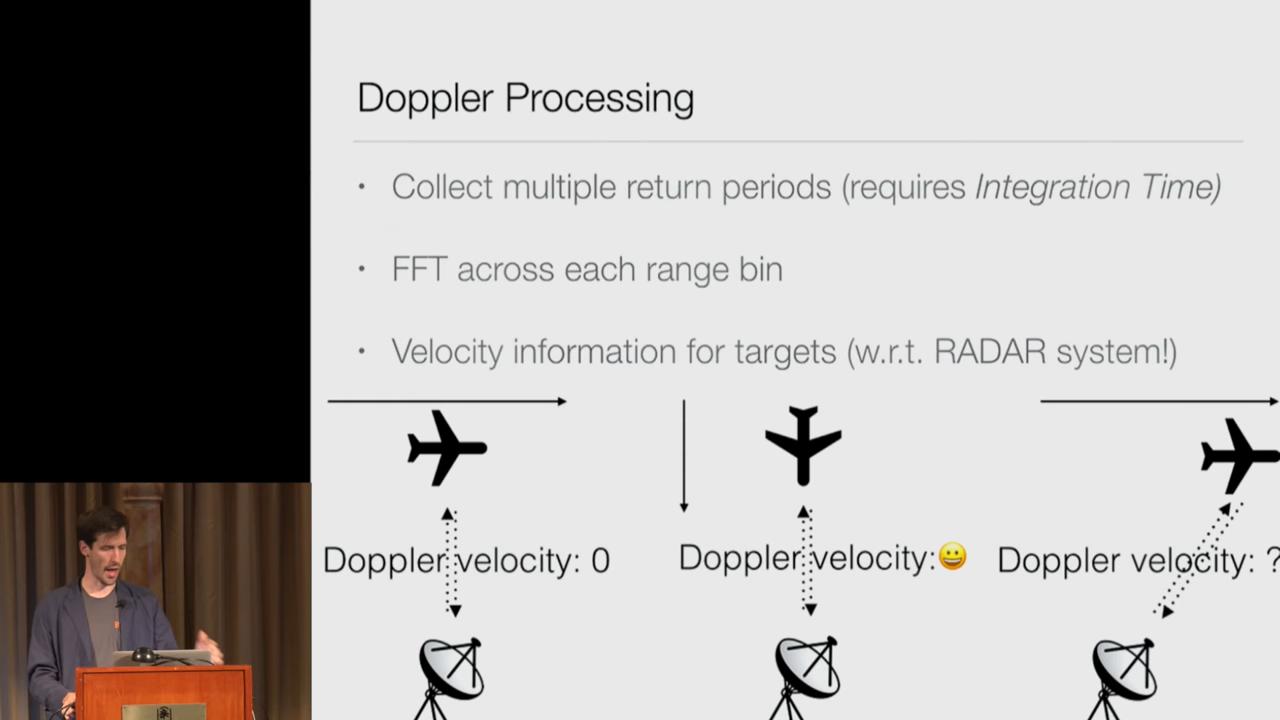 Doppler Processing
• Collect multiple return periods (requires Integration Time)
• FFT across each range bin
• Velocity information for targets (w.r.t. RADAR system!)
Doppler velocity: 0
Doppler velocity:😀
Doppler velocity: ?